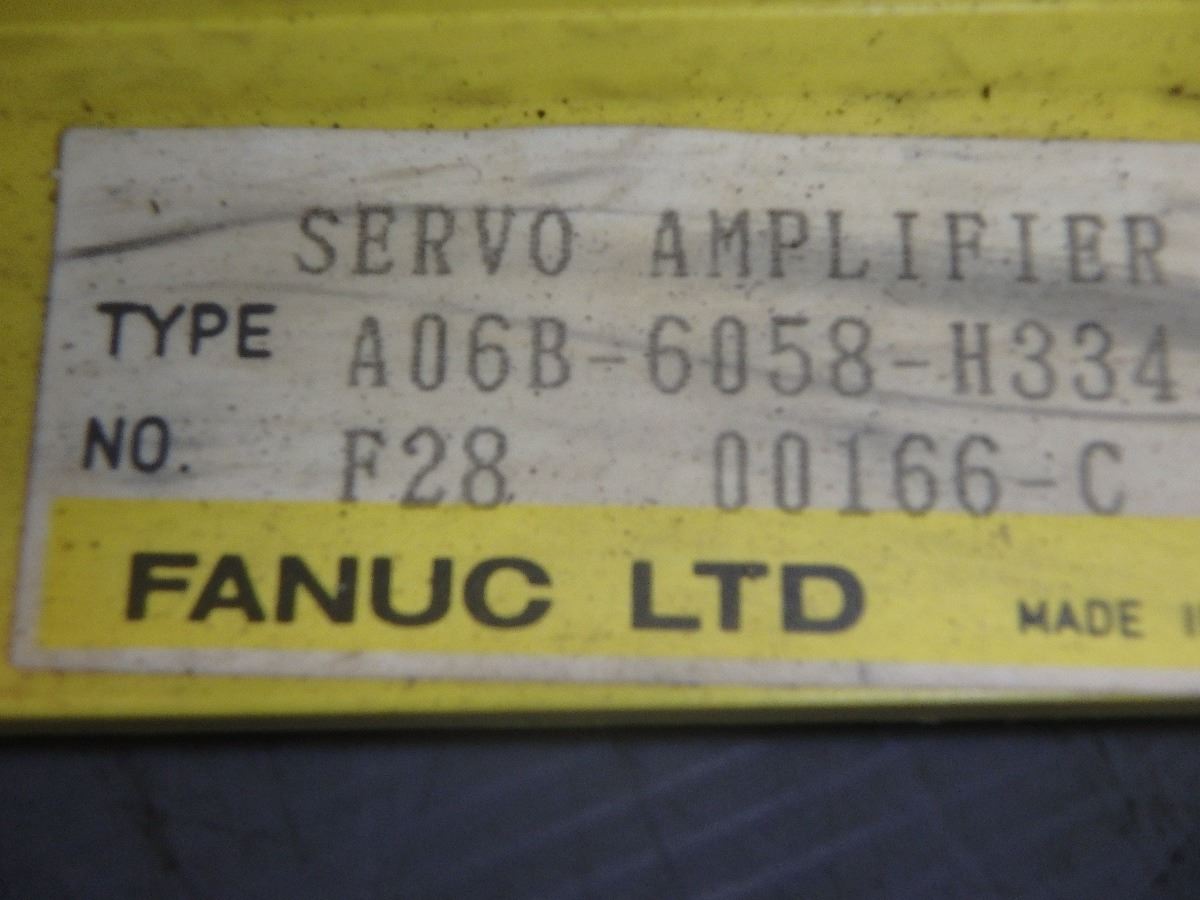 SERVO AMPLIFIER
TYPE A06B-6058-H334
NO. F28 00166-C
FANUC LTD MADE I